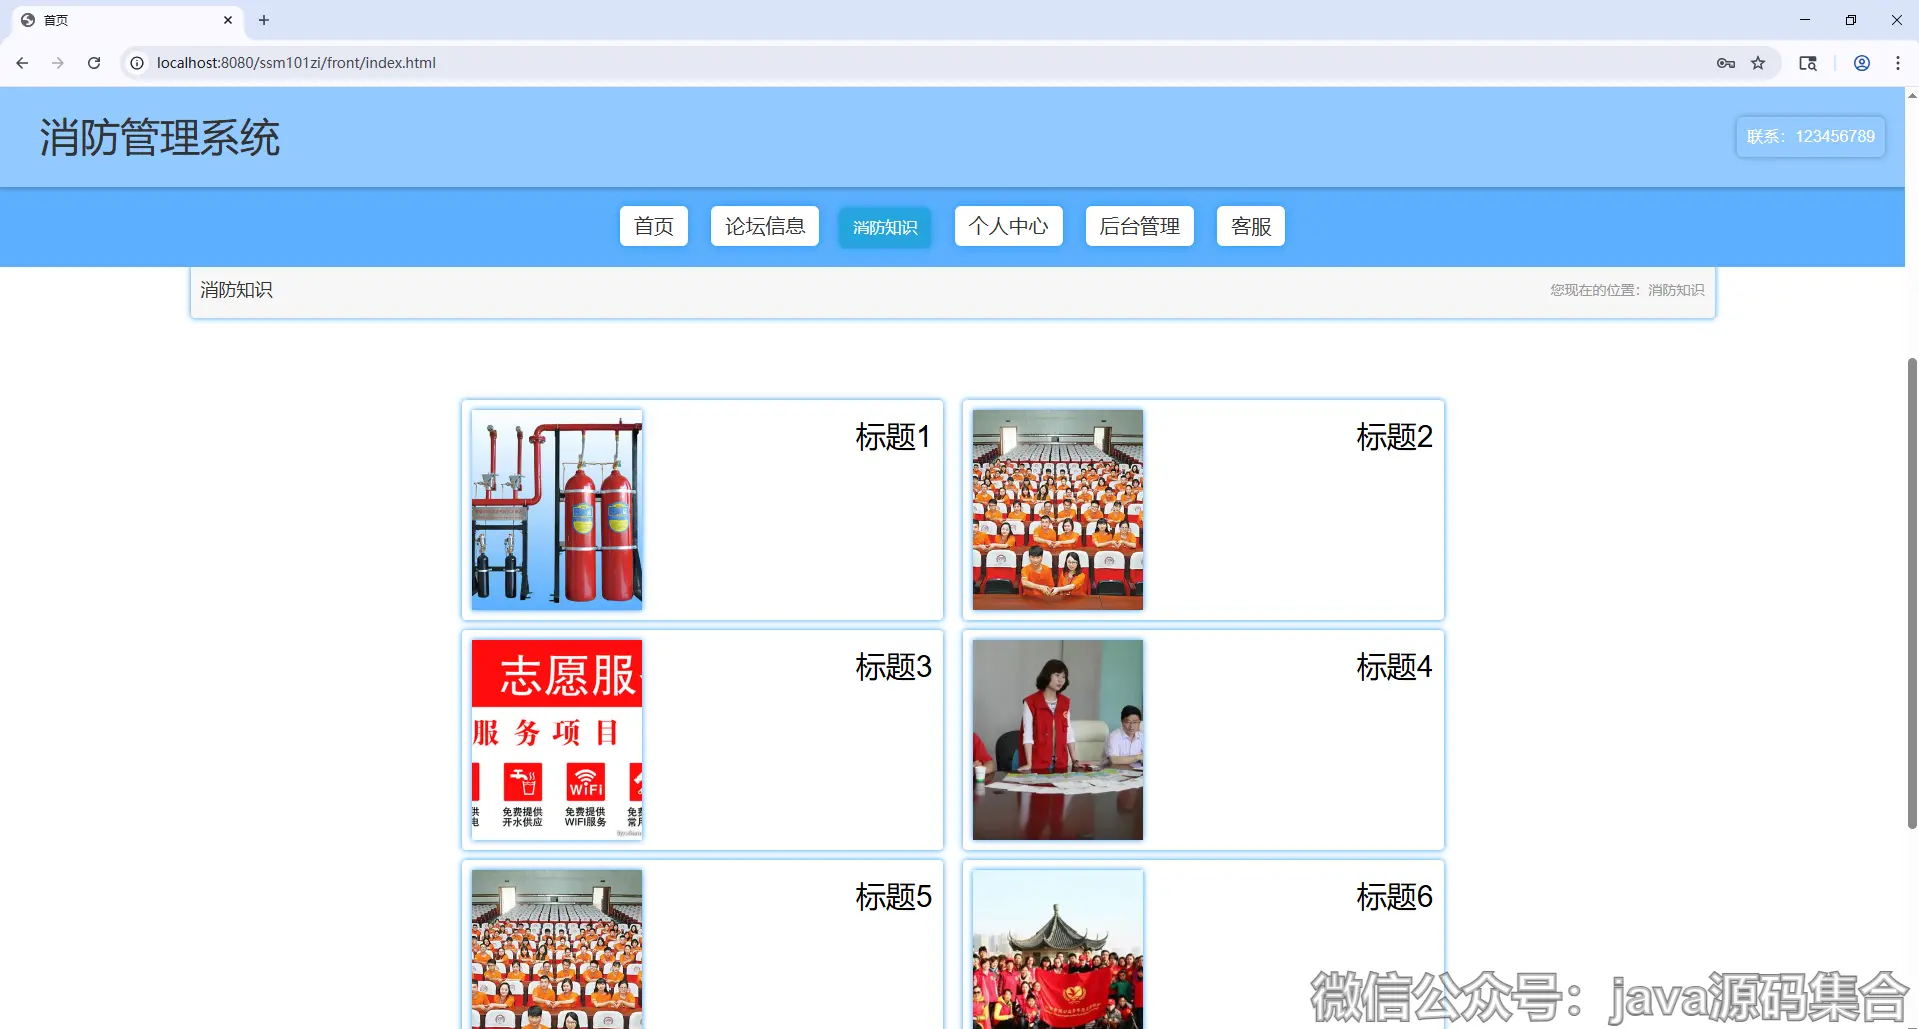 首页
localhost:8080/ssm101zi/front/index.html
消防管理系统
联系：123456789
首页
论坛信息
消防知识
个人中心
后台管理
客服
消防知识
您现在的位置：消防知识
标题1
标题2
志愿服
服务项目
WiFi
免费提供
开水供应
免费提供
WIFI服务
标题3
标题4
标题5
标题6
微信公众号：java源码集合